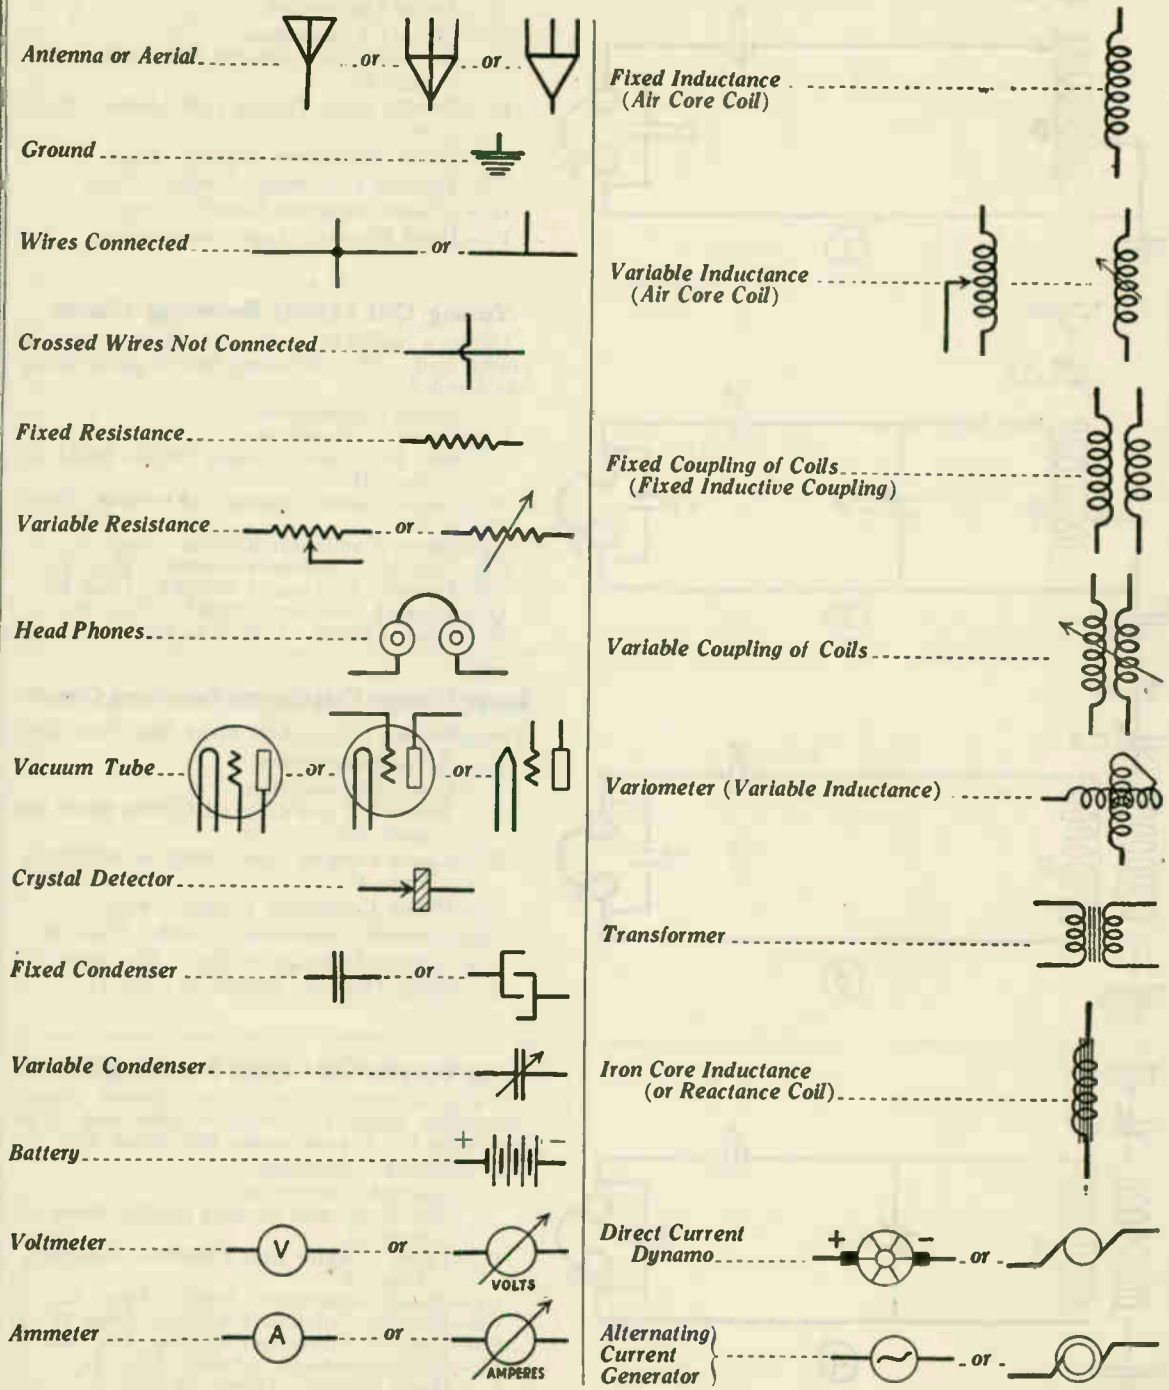 Antenna or Aerial or or
Ground
Wires Connected or
Crossed Wires Not Connected
Fixed Resistance
Variable Resistance or
Head Phones
Vacuum Tube or or
Crystal Detector
Fixed Condenser or
Variable Condenser
Battery + -
Voltmeter V or
VOLTS
Ammeter A or
AMPERES
Fixed Inductance
(Air Core Coil)
Variable Inductance
(Air Core Coil)
Fixed Coupling of Coils
(Fixed Inductive Coupling)
Variable Coupling of Coils
Variometer (Variable Inductance)
Transformer
Iron Core Inductance
(or Reactance Coil)
Direct Current + -
Dynamo or
Alternating
Current or
Generator